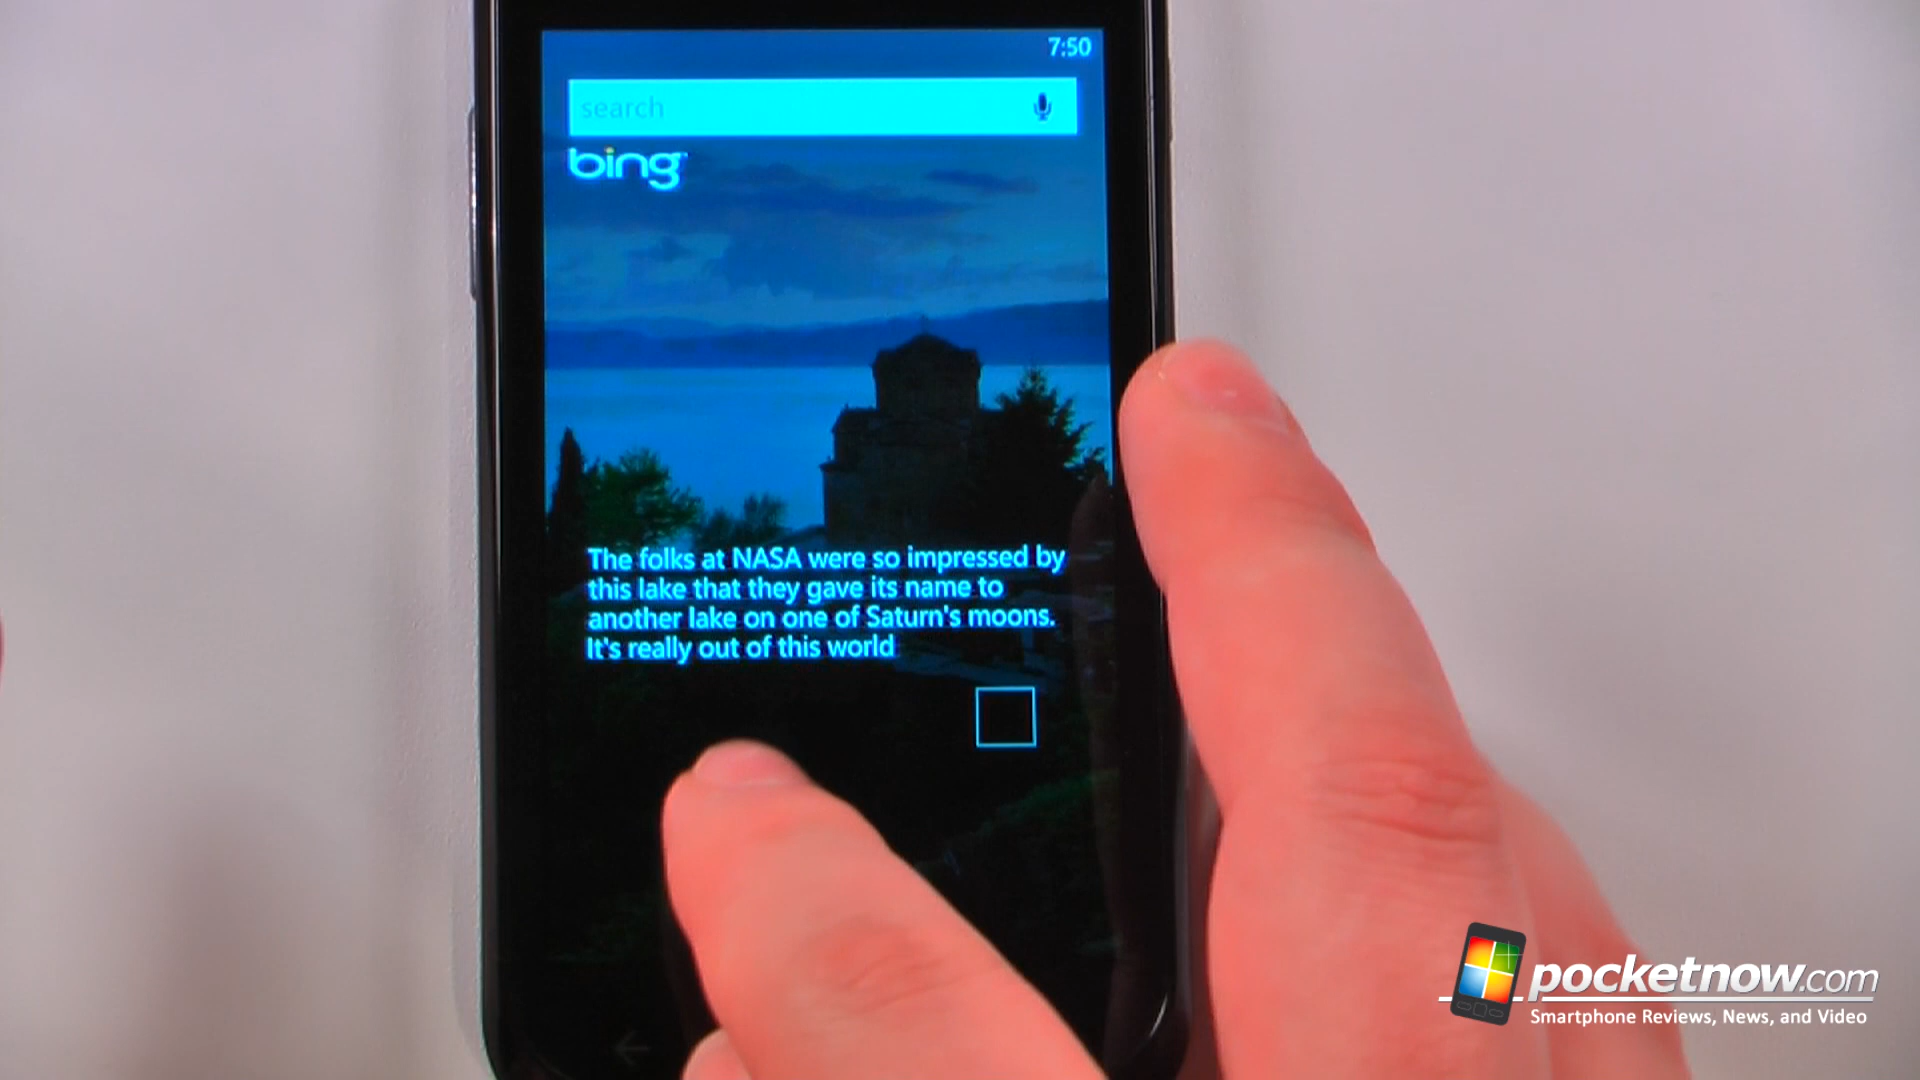 7:50
search
bing
The folks at NASA were so impressed by
this lake that they gave its name to
another lake on one of Saturn's moons.
It's really out of this world
pocketnow.com
Smartphone Reviews, News, and Video